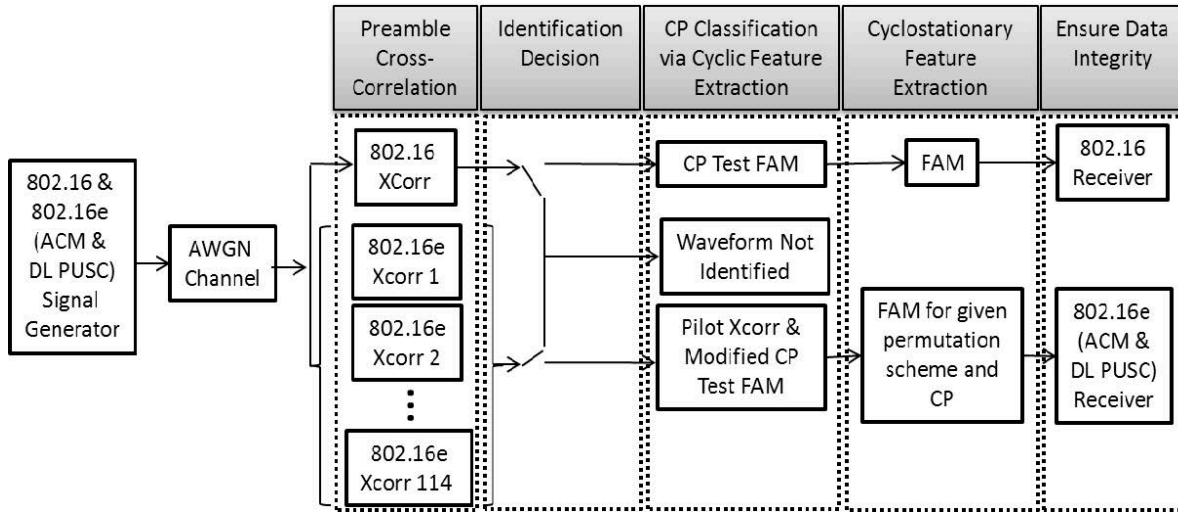 Preamble
Cross-
Correlation
Identification
Decision
CP Classification
via Cyclic Feature
Extraction
Cyclostationary
Feature
Extraction
Ensure Data
Integrity
802.16 &
802.16e
(ACM &
DL PUSC)
Signal
Generator
AWGN
Channel
802.16
XCorr
802.16e
Xcorr 1
802.16e
Xcorr 2
802.16e
Xcorr 114
CP Test FAM
Waveform Not
Identified
Pilot Xcorr &
Modified CP
Test FAM
FAM
FAM for given
permutation
scheme and
CP
802.16
Receiver
802.16e
(ACM &
DL PUSC)
Receiver